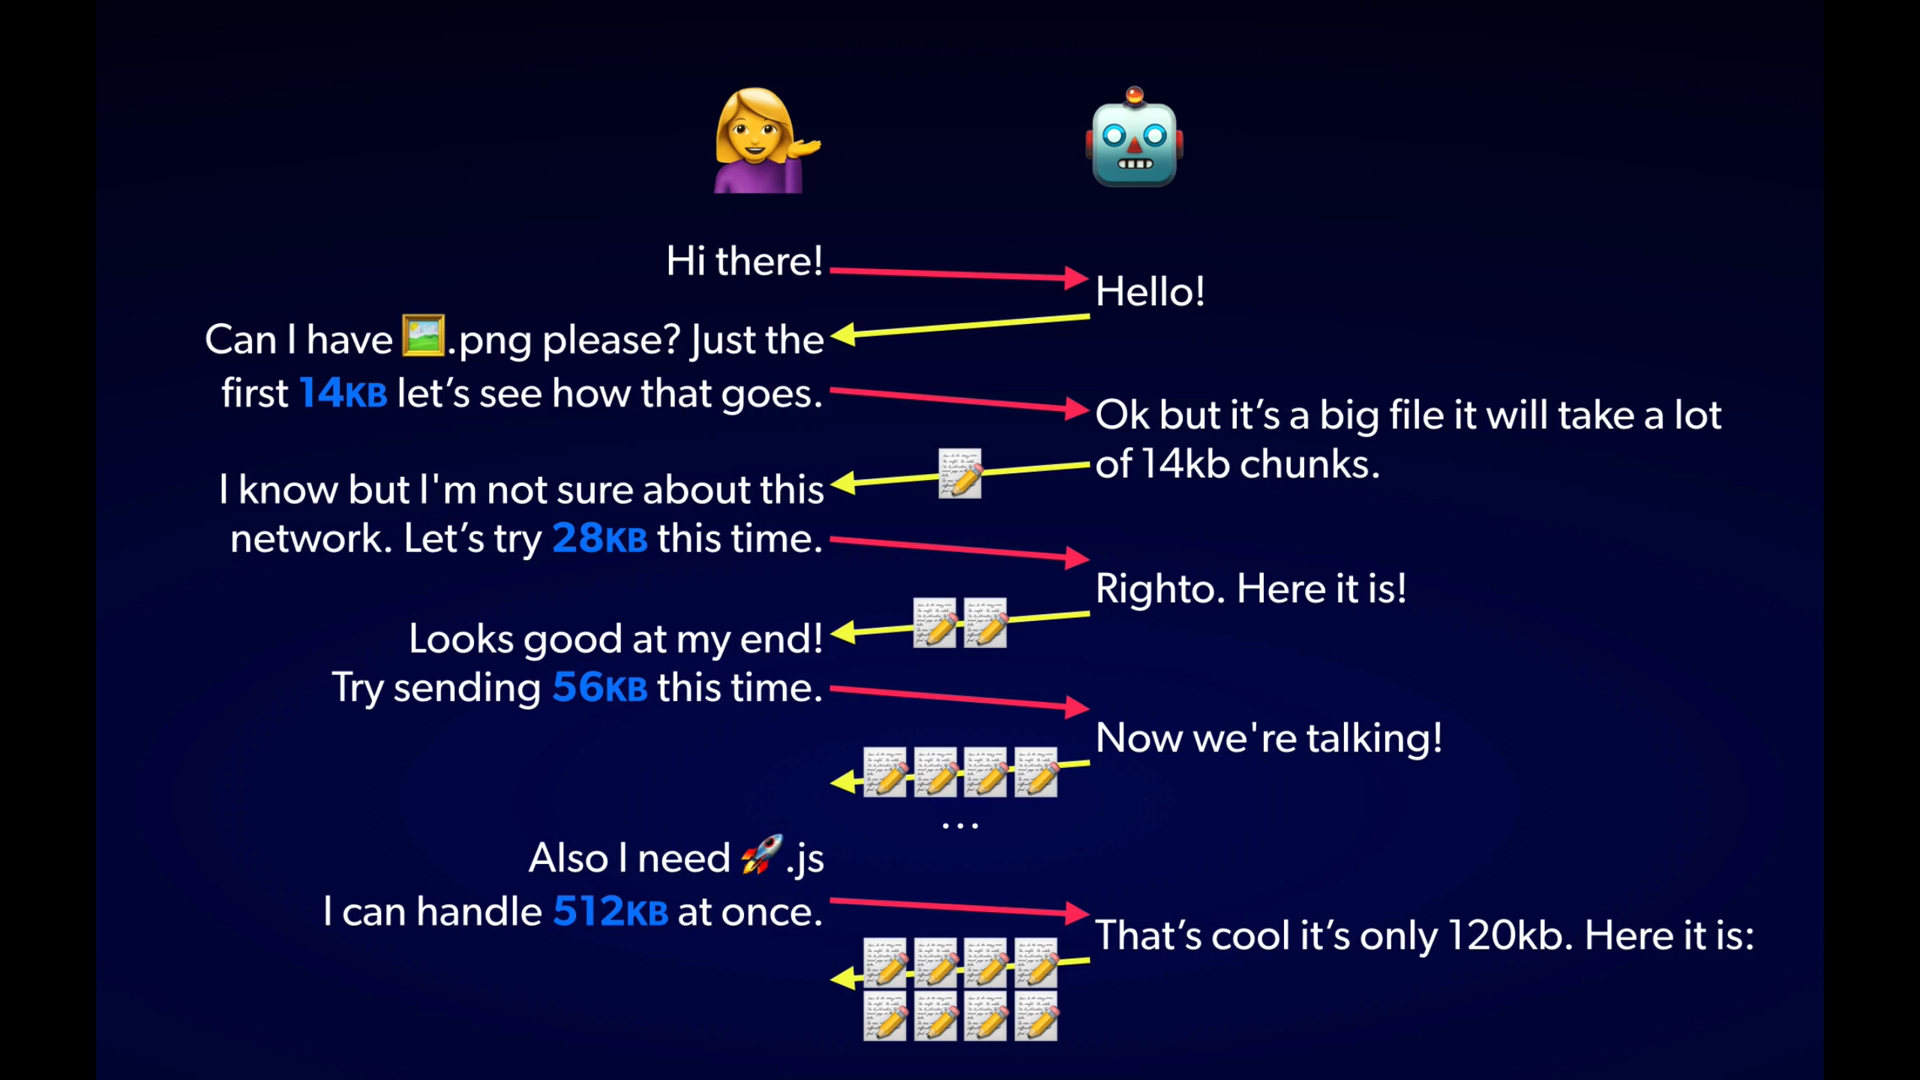 Hi there!
Hello!
Can I have 🖼️.png please? Just the
first 14KB let’s see how that goes.
Ok but it’s a big file it will take a lot
of 14kb chunks.
I know but I'm not sure about this
network. Let’s try 28KB this time.
Righto. Here it is!
Looks good at my end!
Try sending 56KB this time.
Now we're talking!
...
Also I need 🚀.js
I can handle 512KB at once.
That’s cool it’s only 120kb. Here it is: